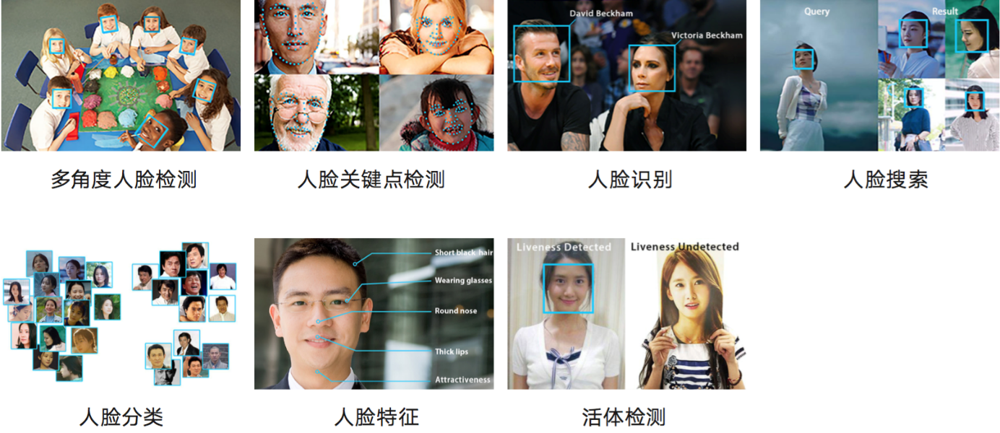 David Beckham
Victoria Beckham
Query
Result
多角度人脸检测
人脸关键点检测
人脸识别
人脸搜索
Short black hair
Wearing glasses
Round nose
Thick lips
Attractiveness
Liveness Detected
Liveness Undetected
人脸分类
人脸特征
活体检测